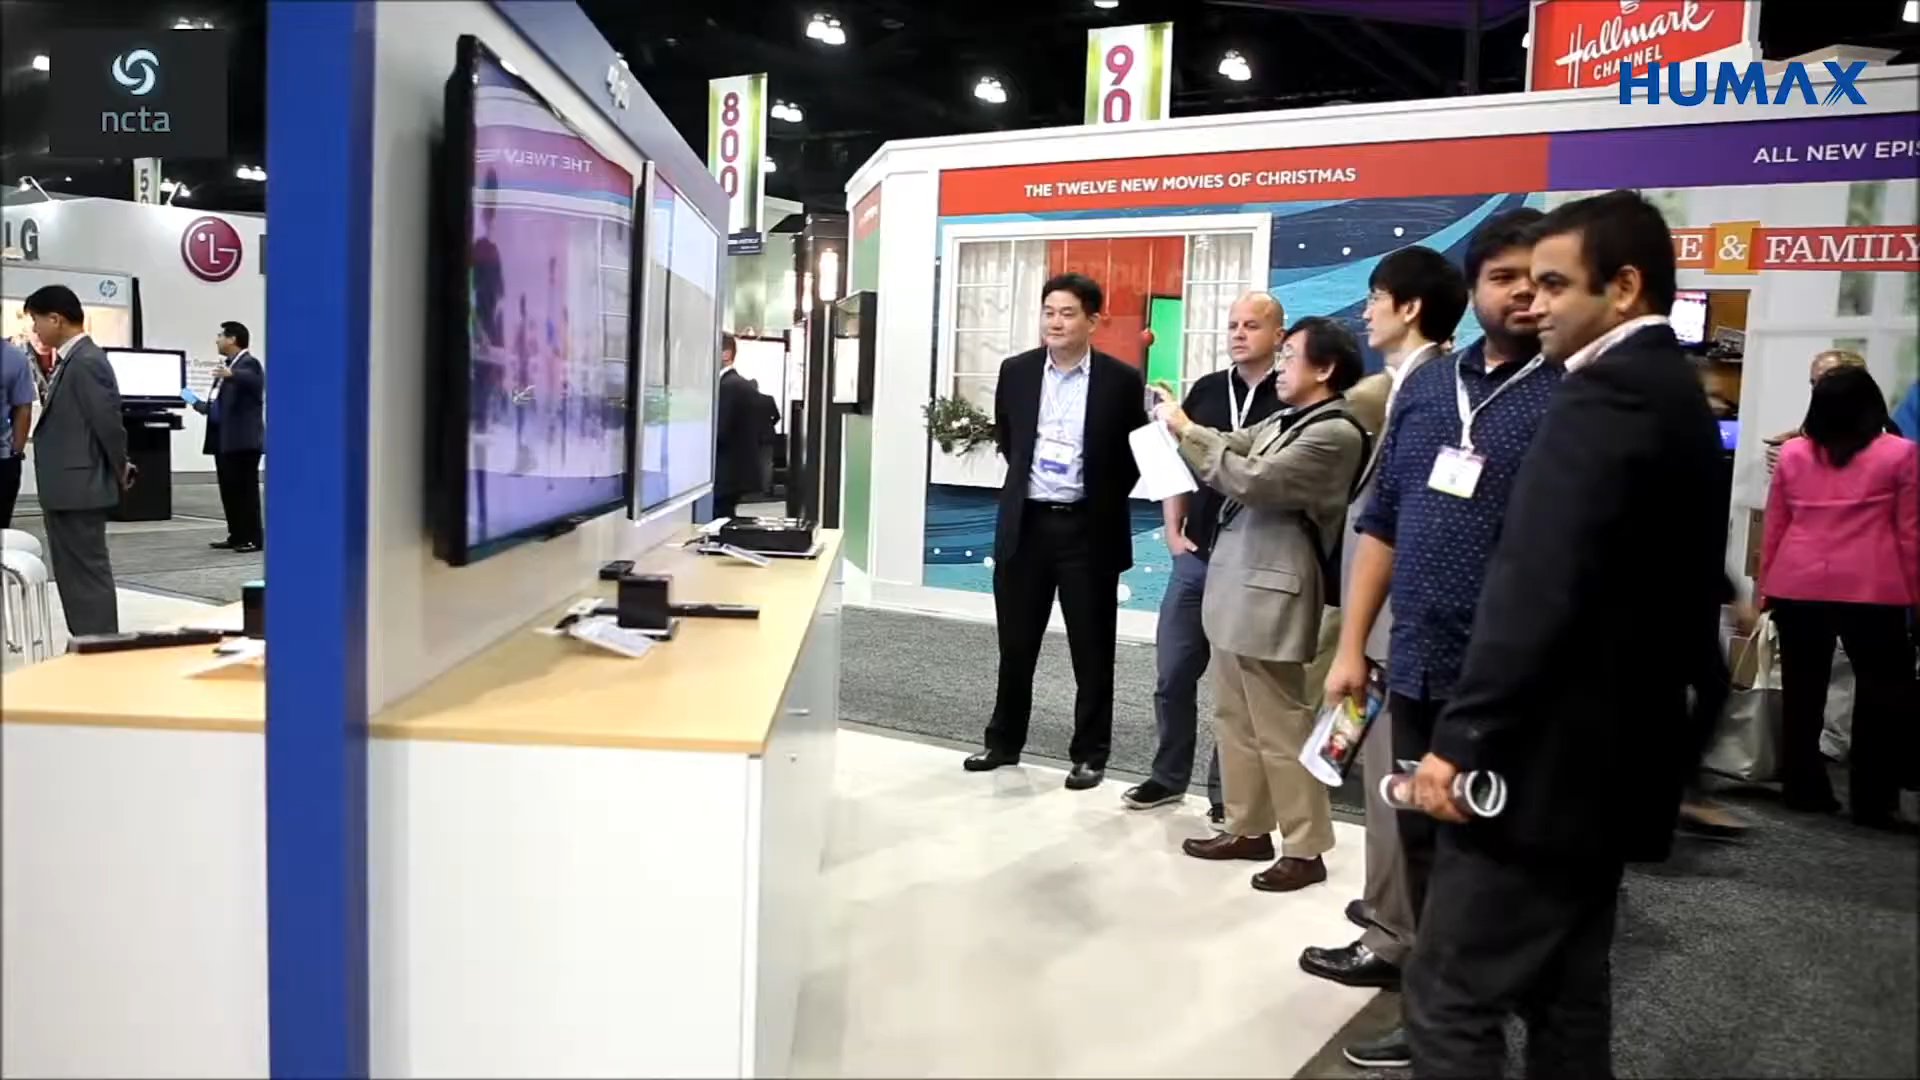 ncta
800
90
Hallmark
CHANNEL
HUMAX
THE TWELVE NEW MOVIES OF CHRISTMAS
ALL NEW EPIS
LG
LG
hp
THE TWELV
E & FAMILY